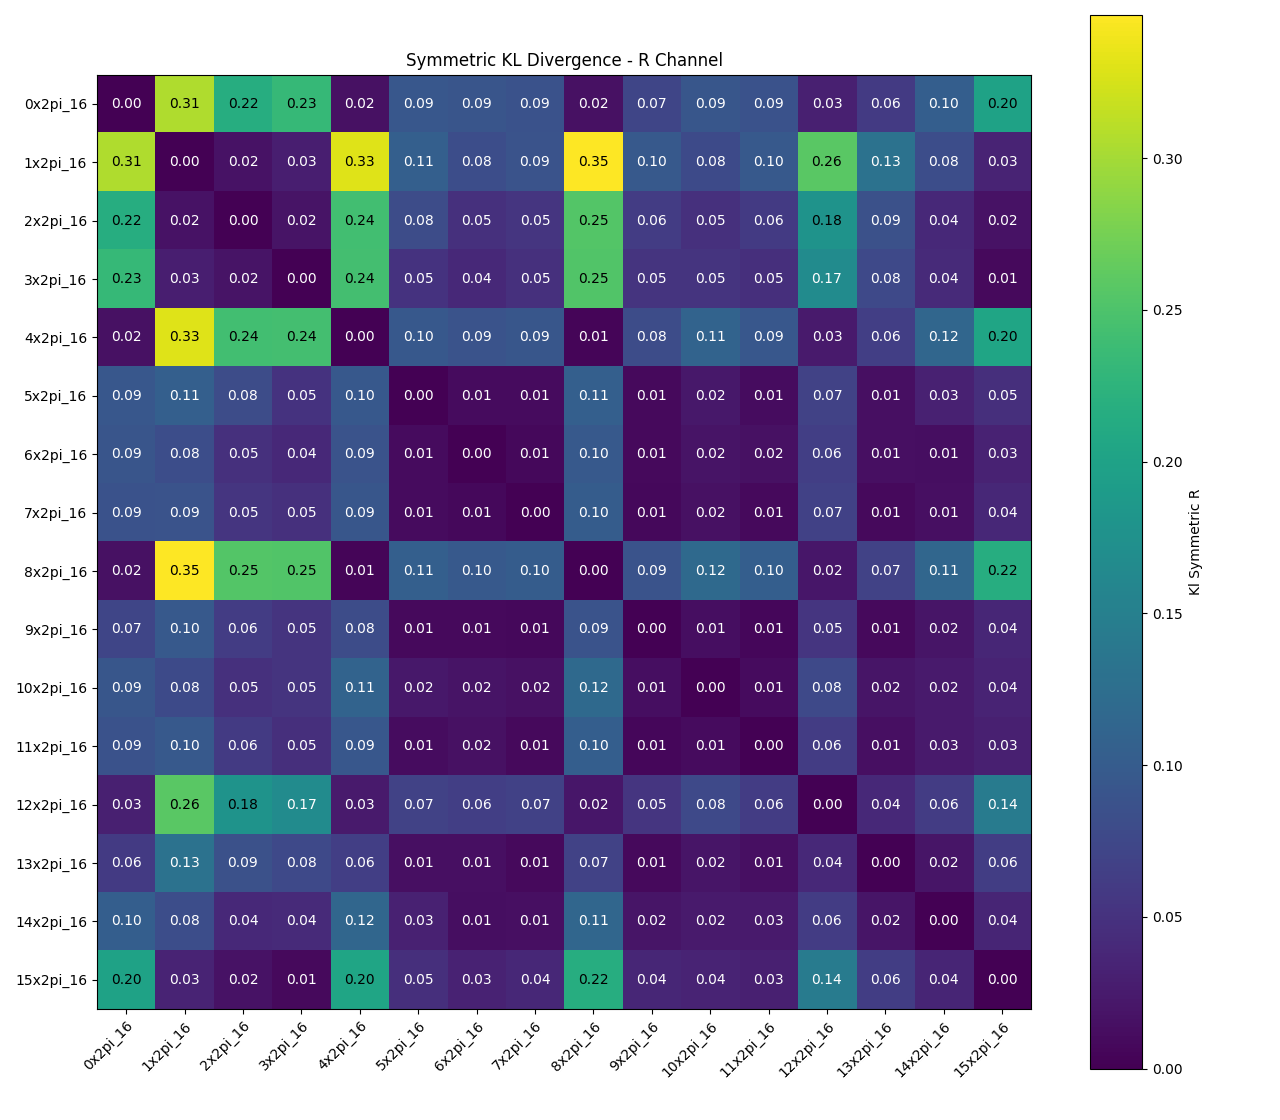 Symmetric KL Divergence - R Channel
0x2pi_16 0.00 0.31 0.22 0.23 0.02 0.09 0.09 0.09 0.02 0.07 0.09 0.09 0.03 0.06 0.10 0.20
1x2pi_16 0.31 0.00 0.02 0.03 0.33 0.11 0.08 0.09 0.35 0.10 0.08 0.10 0.26 0.13 0.08 0.03
2x2pi_16 0.22 0.02 0.00 0.02 0.24 0.08 0.05 0.05 0.25 0.06 0.05 0.06 0.18 0.09 0.04 0.02
3x2pi_16 0.23 0.03 0.02 0.00 0.24 0.05 0.04 0.05 0.25 0.05 0.05 0.05 0.17 0.08 0.04 0.01
4x2pi_16 0.02 0.33 0.24 0.24 0.00 0.10 0.09 0.09 0.01 0.08 0.11 0.09 0.03 0.06 0.12 0.20
5x2pi_16 0.09 0.11 0.08 0.05 0.10 0.00 0.01 0.01 0.11 0.01 0.02 0.01 0.07 0.01 0.03 0.05
6x2pi_16 0.09 0.08 0.05 0.04 0.09 0.01 0.00 0.01 0.10 0.01 0.02 0.02 0.06 0.01 0.01 0.03
7x2pi_16 0.09 0.09 0.05 0.05 0.09 0.01 0.01 0.00 0.10 0.01 0.02 0.01 0.07 0.01 0.01 0.04
8x2pi_16 0.02 0.35 0.25 0.25 0.01 0.11 0.10 0.10 0.00 0.09 0.12 0.10 0.02 0.07 0.11 0.22
9x2pi_16 0.07 0.10 0.06 0.05 0.08 0.01 0.01 0.01 0.09 0.00 0.01 0.01 0.05 0.01 0.02 0.04
10x2pi_16 0.09 0.08 0.05 0.05 0.11 0.02 0.02 0.02 0.12 0.01 0.00 0.01 0.08 0.02 0.02 0.04
11x2pi_16 0.09 0.10 0.06 0.05 0.09 0.01 0.02 0.01 0.10 0.01 0.01 0.00 0.06 0.01 0.03 0.03
12x2pi_16 0.03 0.26 0.18 0.17 0.03 0.07 0.06 0.07 0.02 0.05 0.08 0.06 0.00 0.04 0.06 0.14
13x2pi_16 0.06 0.13 0.09 0.08 0.06 0.01 0.01 0.01 0.07 0.01 0.02 0.01 0.04 0.00 0.02 0.06
14x2pi_16 0.10 0.08 0.04 0.04 0.12 0.03 0.01 0.01 0.11 0.02 0.02 0.03 0.06 0.02 0.00 0.04
15x2pi_16 0.20 0.03 0.02 0.01 0.20 0.05 0.03 0.04 0.22 0.04 0.04 0.03 0.14 0.06 0.04 0.00
0x2pi_16 1x2pi_16 2x2pi_16 3x2pi_16 4x2pi_16 5x2pi_16 6x2pi_16 7x2pi_16 8x2pi_16 9x2pi_16 10x2pi_16 11x2pi_16 12x2pi_16 13x2pi_16 14x2pi_16 15x2pi_16
0.30
0.25
0.20
0.15
0.10
0.05
0.00
Kl Symmetric R